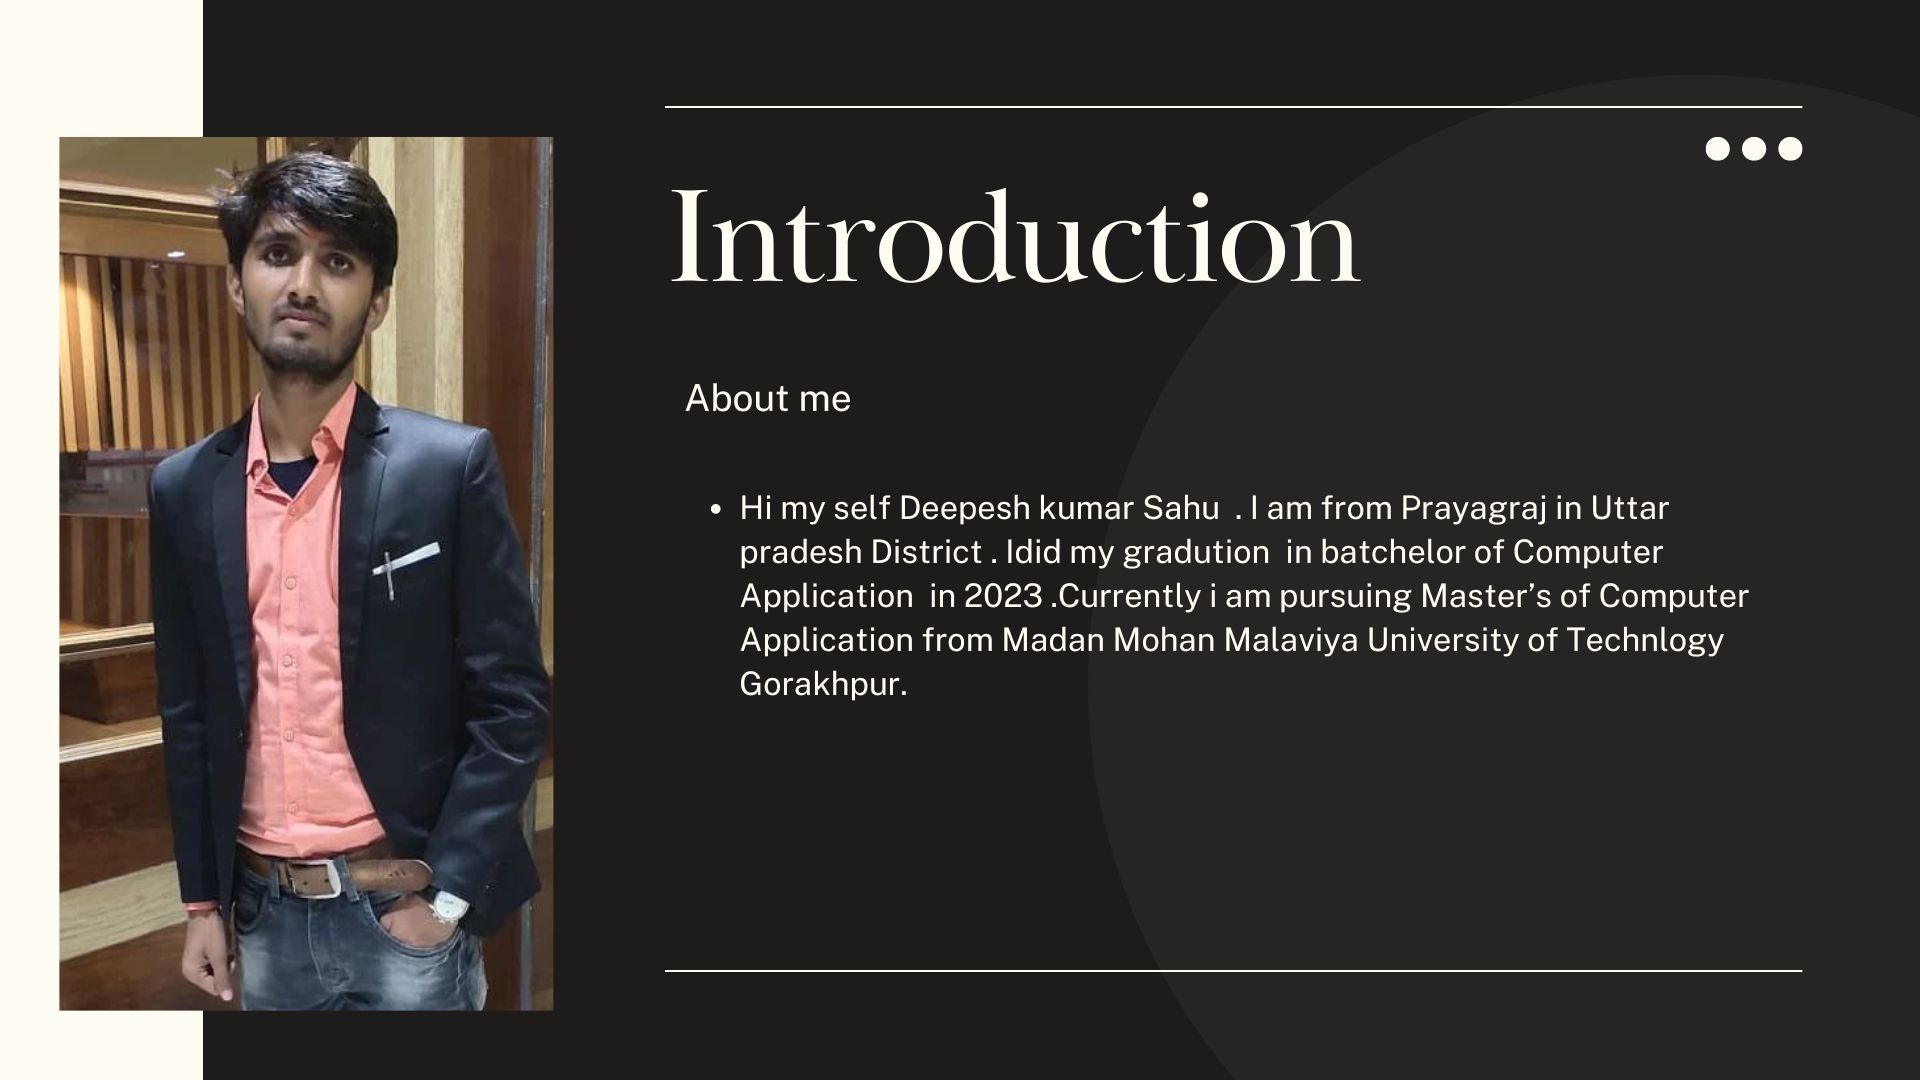 Introduction
About me
• Hi my self Deepesh kumar Sahu . I am from Prayagraj in Uttar
pradesh District . Idid my gradution in batchelor of Computer
Application in 2023 .Currently i am pursuing Master’s of Computer
Application from Madan Mohan Malaviya University of Technlogy
Gorakhpur.